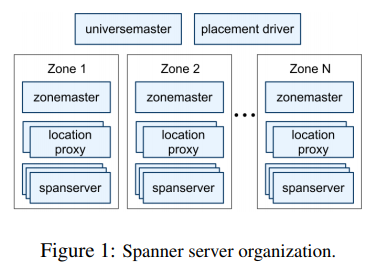 universemaster placement driver
Zone 1 Zone 2 Zone N
zonemaster zonemaster zonemaster
...
location location location
proxy proxy proxy
spanserver spanserver spanserver
Figure 1: Spanner server organization.